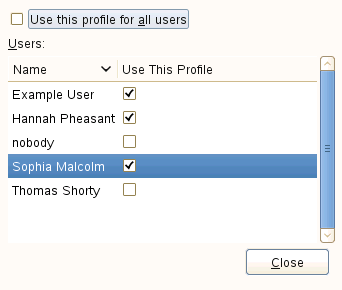 Use this profile for all users
Users:
Name Use This Profile
Example User
Hannah Pheasant
nobody
Sophia Malcolm
Thomas Shorty
Close